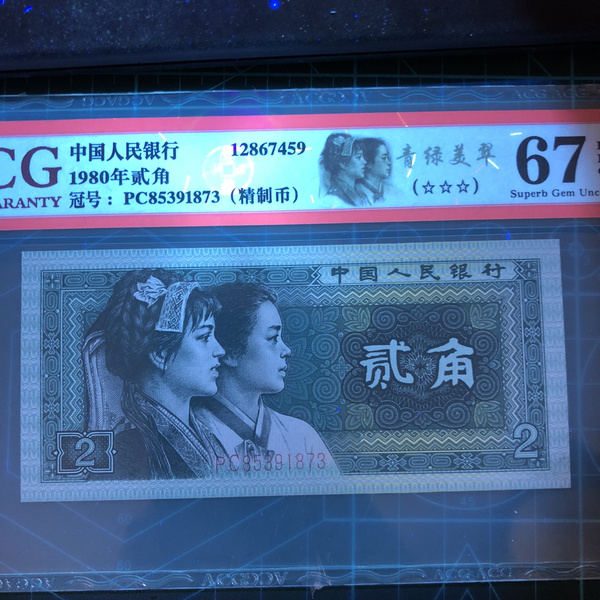 CG
中国人民银行 12867459
1980年贰角
ARANTY 冠号：PC85391873（精制币）
青绿美翠
(☆☆☆)
67
Superb Gem Unc
中国人民银行
贰角
2
2
PC85391873